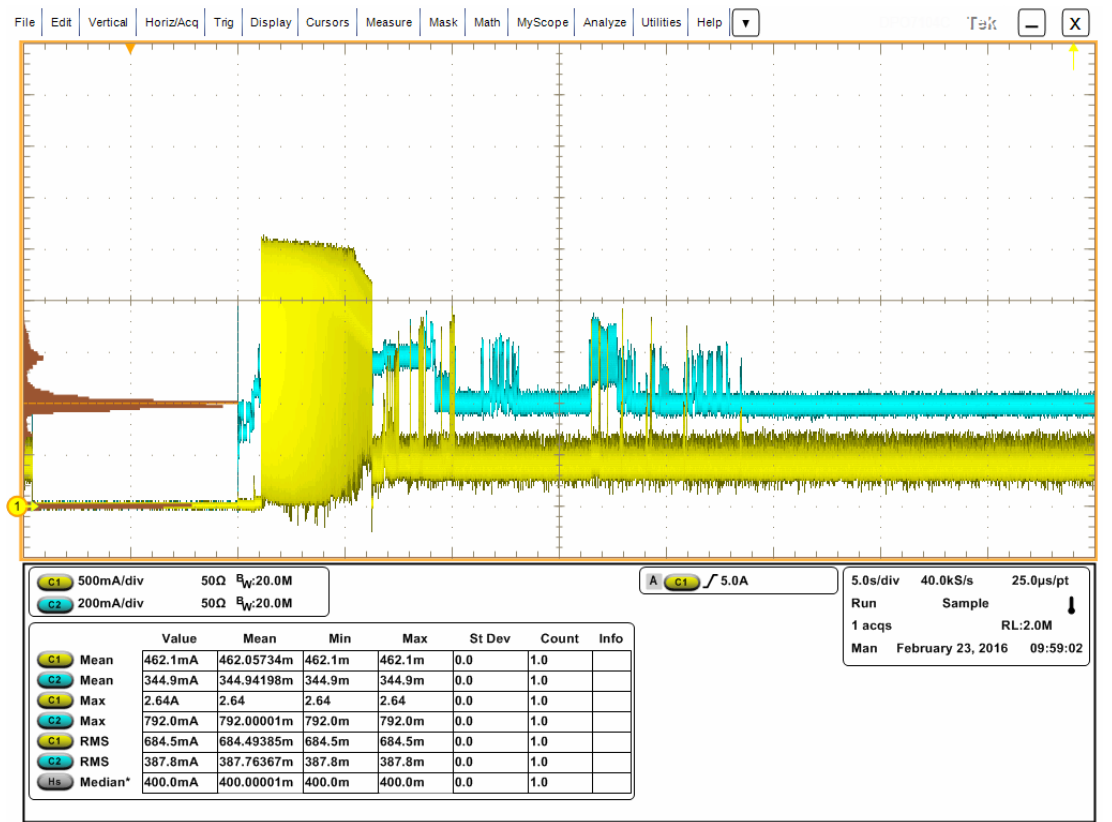 File Edit Vertical Horiz/Acq Trig Display Cursors Measure Mask Math MyScope Analyze Utilities Help Tek X
1
C1 500mA/div 50Ω BW:20.0M
C2 200mA/div 50Ω BW:20.0M
A C1 5.0A
5.0s/div 40.0kS/s 25.0µs/pt
Run Sample
1 acqs RL:2.0M
Man February 23, 2016 09:59:02
Value Mean Min Max St Dev Count Info
C1 Mean 462.1mA 462.05734m 462.1m 462.1m 0.0 1.0
C2 Mean 344.9mA 344.94198m 344.9m 344.9m 0.0 1.0
C1 Max 2.64A 2.64 2.64 2.64 0.0 1.0
C2 Max 792.0mA 792.00001m 792.0m 792.0m 0.0 1.0
C1 RMS 684.5mA 684.49385m 684.5m 684.5m 0.0 1.0
C2 RMS 387.8mA 387.76367m 387.8m 387.8m 0.0 1.0
Hs Median* 400.0mA 400.00001m 400.0m 400.0m 0.0 1.0